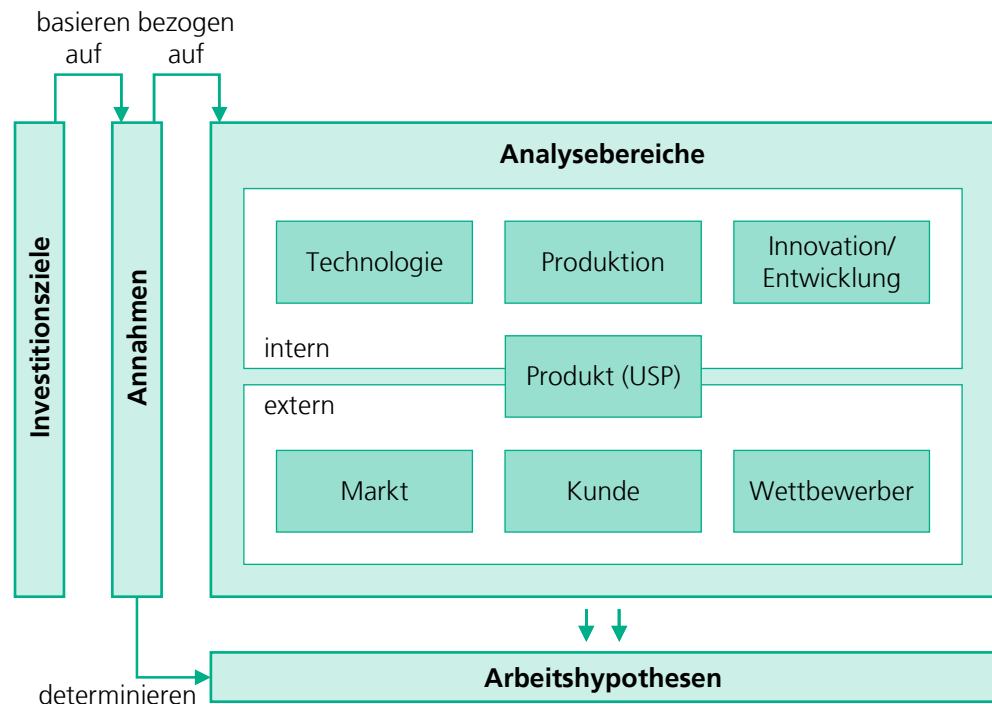 basieren bezogen
auf auf
Investitionsziele
Annahmen
Analysebereiche
Technologie
Produktion
Innovation/
Entwicklung
intern
Produkt (USP)
extern
Markt
Kunde
Wettbewerber
Arbeitshypothesen
determinieren